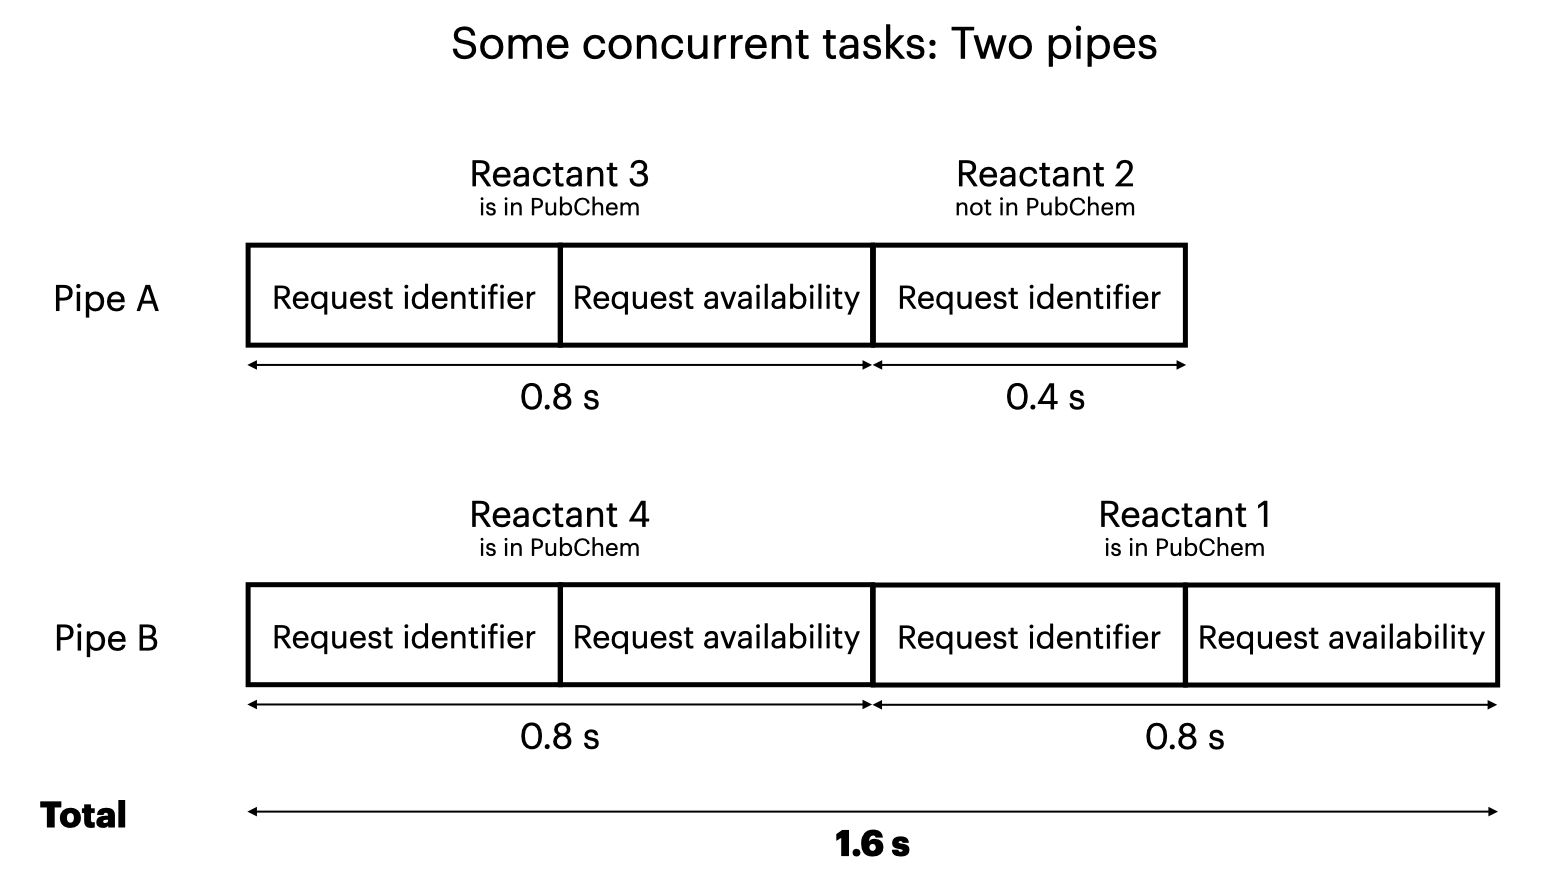 Some concurrent tasks: Two pipes
Reactant 3
is in PubChem
Reactant 2
not in PubChem
Pipe A
Request identifier
Request availability
Request identifier
0.8 s
0.4 s
Reactant 4
is in PubChem
Reactant 1
is in PubChem
Pipe B
Request identifier
Request availability
Request identifier
Request availability
0.8 s
0.8 s
Total
1.6 s